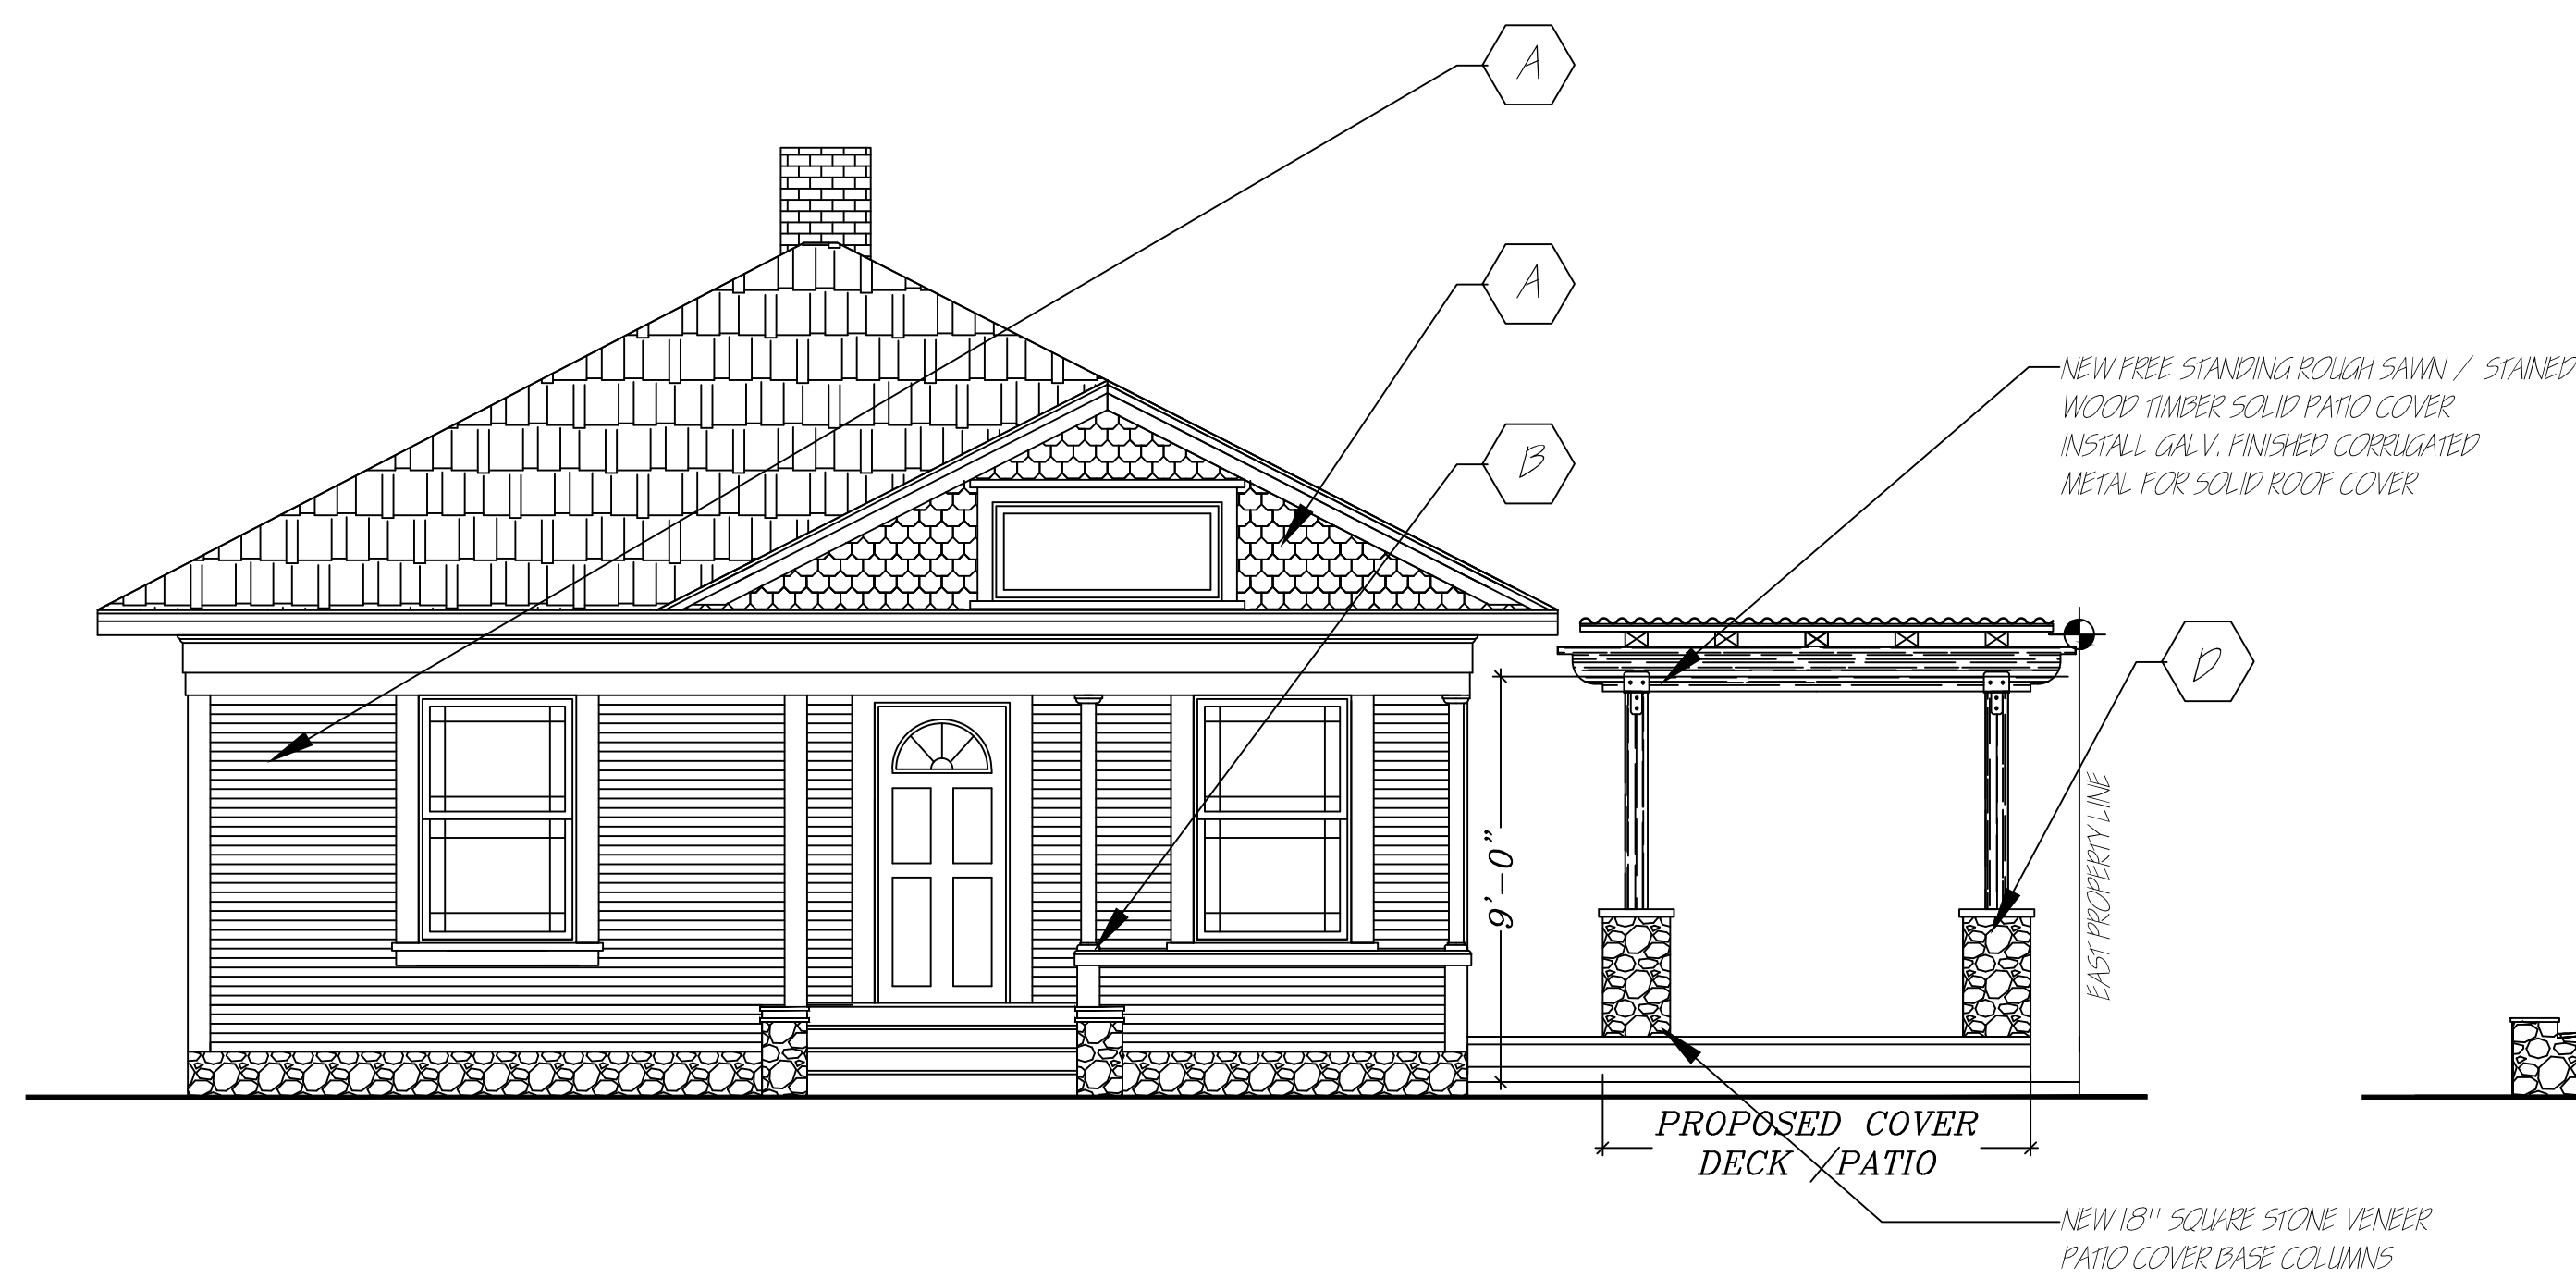 A
A
B
NEW FREE STANDING ROUGH SAWN / STAINED
WOOD TIMBER SOLID PATIO COVER
INSTALL GALV. FINISHED CORRUGATED
METAL FOR SOLID ROOF COVER
D
9'-0"
EAST PROPERTY LINE
PROPOSED COVER
DECK /PATIO
NEW 18" SQUARE STONE VENEER
PATIO COVER BASE COLUMNS